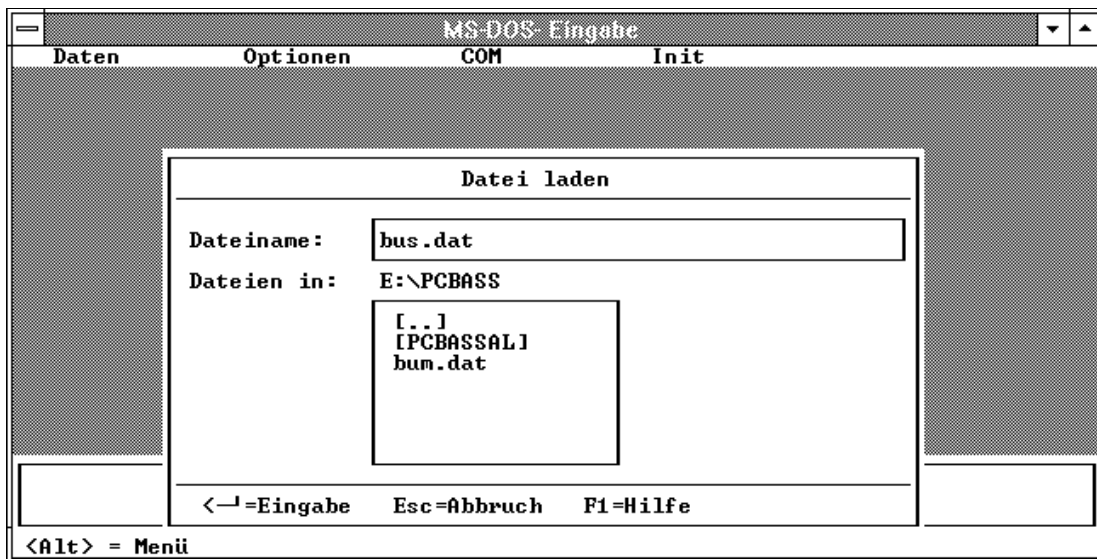 MS-DOS- Eingabe
Daten Optionen COM Init
Datei laden
Dateiname: bus.dat
Dateien in: E:\PCBASS
[..]
[PCBASSAL]
bum.dat
<─┘=Eingabe Esc=Abbruch F1=Hilfe
<Alt> = Menü